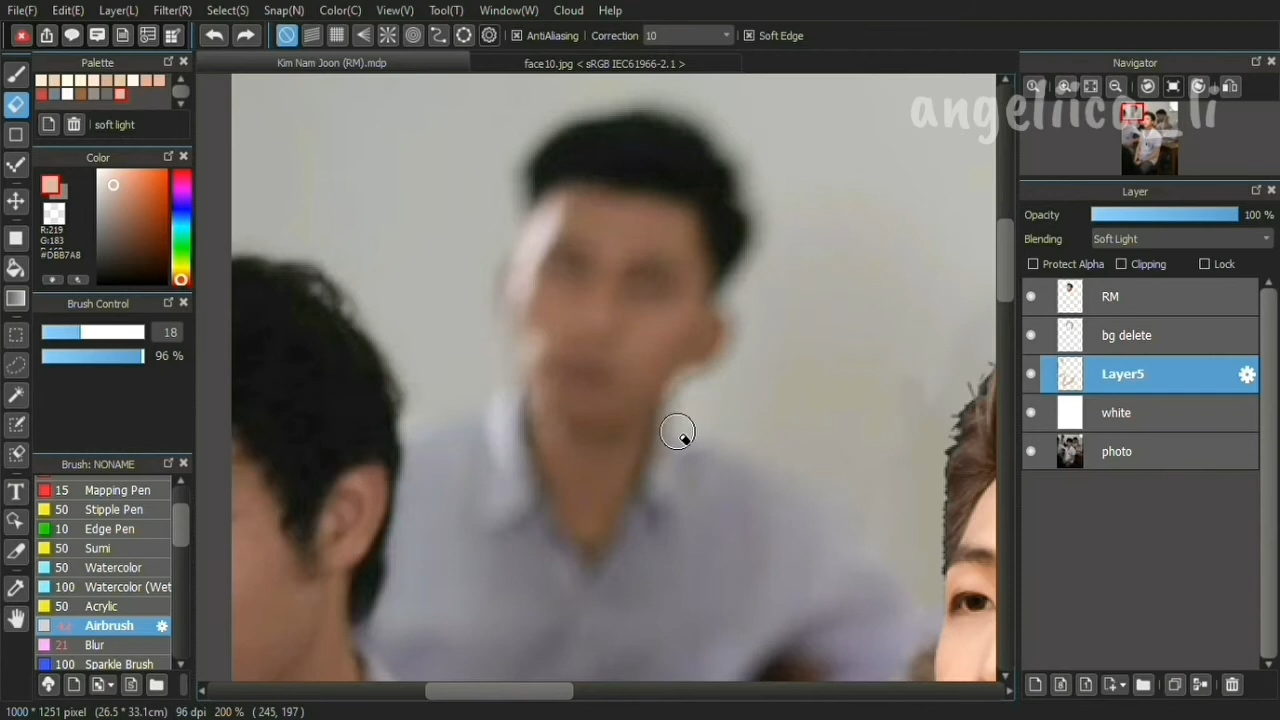 File(F) Edit(E) Layer(L) Filter(R) Select(S) Snap(N) Color(C) View(V) Tool(T) Window(W) Cloud Help
AntiAliasing Correction 10 Soft Edge
Palette
Kim Nam Joon (RM).mdp
face10.jpg < sRGB IEC61966-2.1 >
Navigator
angeliica_li
soft light
Color
R:219
G:183
#DBB7A8
Brush Control
18
96 %
Brush: NONAME
15 Mapping Pen
50 Stipple Pen
10 Edge Pen
50 Sumi
50 Watercolor
100 Watercolor (Wet
50 Acrylic
Airbrush
21 Blur
100 Sparkle Brush
Layer
Opacity 100 %
Blending Soft Light
Protect Alpha Clipping Lock
RM
bg delete
Layer5
white
photo
1000 * 1251 pixel (26.5 * 33.1cm) 96 dpi 200 % ( 245, 197 )